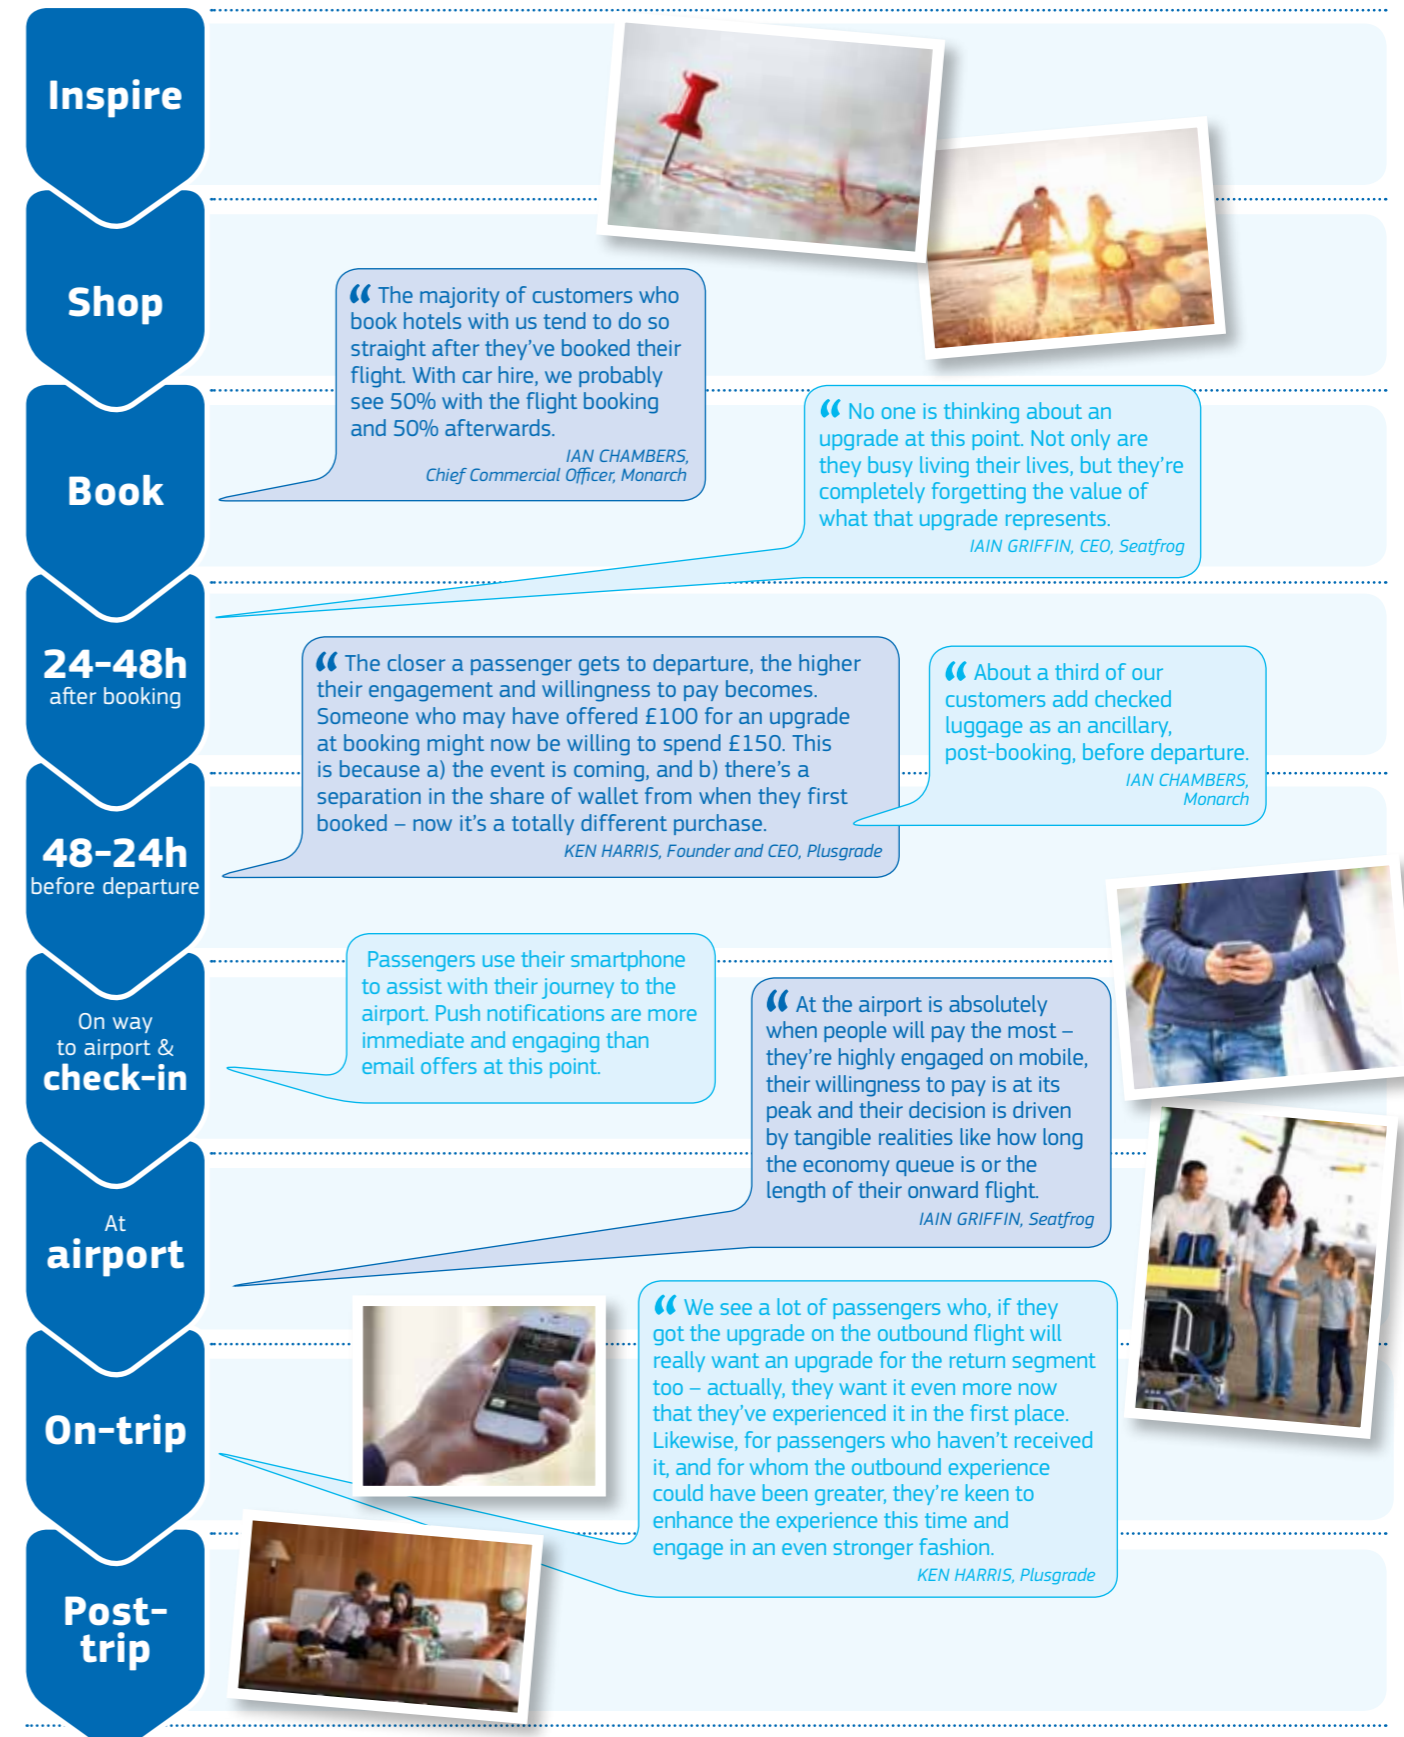 Inspire
Shop
“ The majority of customers who
book hotels with us tend to do so
straight after they’ve booked their
flight. With car hire, we probably
see 50% with the flight booking
and 50% afterwards.
IAN CHAMBERS,
Chief Commercial Officer, Monarch
Book
“ No one is thinking about an
upgrade at this point. Not only are
they busy living their lives, but they’re
completely forgetting the value of
what that upgrade represents.
IAIN GRIFFIN, CEO, Seatfrog
24-48h
after booking
“ The closer a passenger gets to departure, the higher
their engagement and willingness to pay becomes.
Someone who may have offered £100 for an upgrade
at booking might now be willing to spend £150. This
is because a) the event is coming, and b) there’s a
separation in the share of wallet from when they first
booked – now it’s a totally different purchase.
KEN HARRIS, Founder and CEO, Plusgrade
“ About a third of our
customers add checked
luggage as an ancillary,
post-booking, before departure.
IAN CHAMBERS,
Monarch
48-24h
before departure
Passengers use their smartphone
to assist with their journey to the
airport. Push notifications are more
immediate and engaging than
email offers at this point.
On way
to airport &
check-in
“ At the airport is absolutely
when people will pay the most –
they’re highly engaged on mobile,
their willingness to pay is at its
peak and their decision is driven
by tangible realities like how long
the economy queue is or the
length of their onward flight.
IAIN GRIFFIN, Seatfrog
At
airport
“ We see a lot of passengers who, if they
got the upgrade on the outbound flight will
really want an upgrade for the return segment
too – actually, they want it even more now
that they’ve experienced it in the first place.
Likewise, for passengers who haven’t received
it, and for whom the outbound experience
could have been greater, they’re keen to
enhance the experience this time and
engage in an even stronger fashion.
KEN HARRIS, Plusgrade
On-trip
Post-
trip